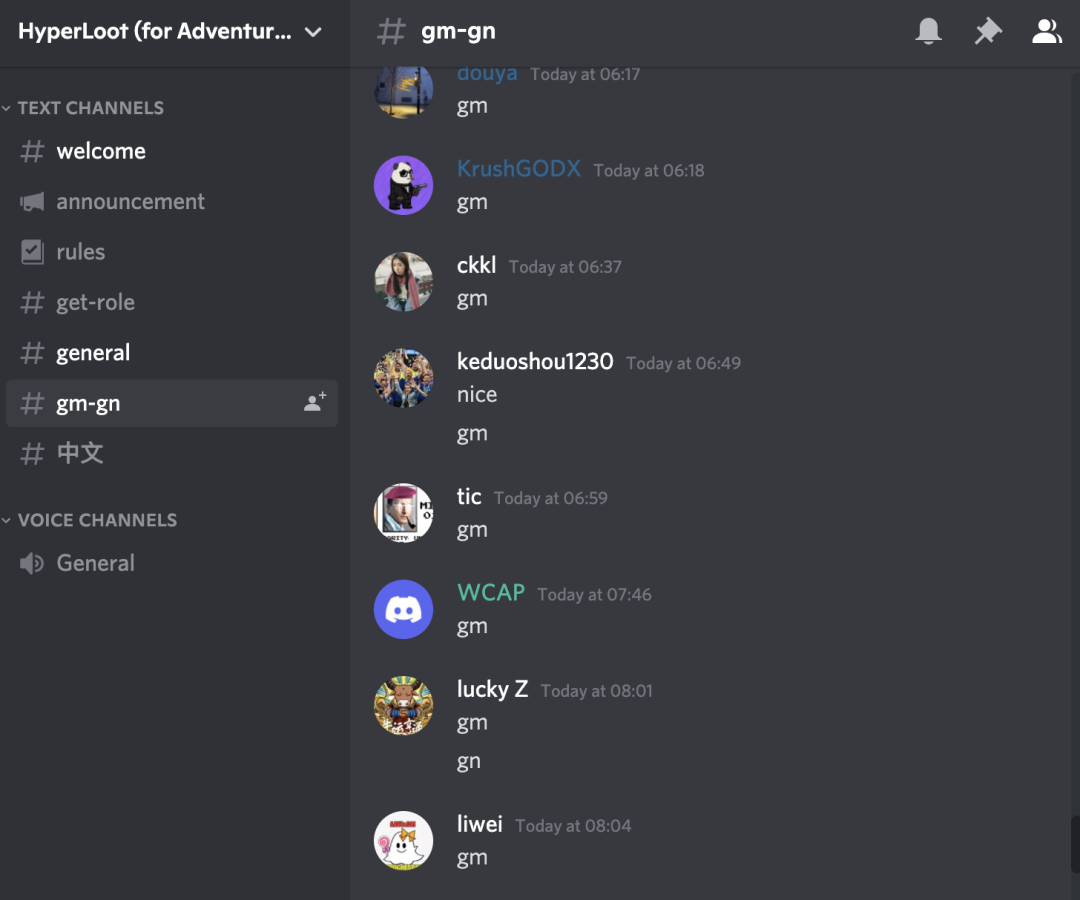 HyperLoot (for Adventur...
TEXT CHANNELS
welcome
announcement
rules
get-role
general
gm-gn
中文
VOICE CHANNELS
General
gm-gn
douya Today at 06:17
gm
KrushGODX Today at 06:18
gm
ckkl Today at 06:37
gm
keduoshou1230 Today at 06:49
nice
gm
tic Today at 06:59
gm
WCAP Today at 07:46
gm
lucky Z Today at 08:01
gm
gn
liwei Today at 08:04
gm